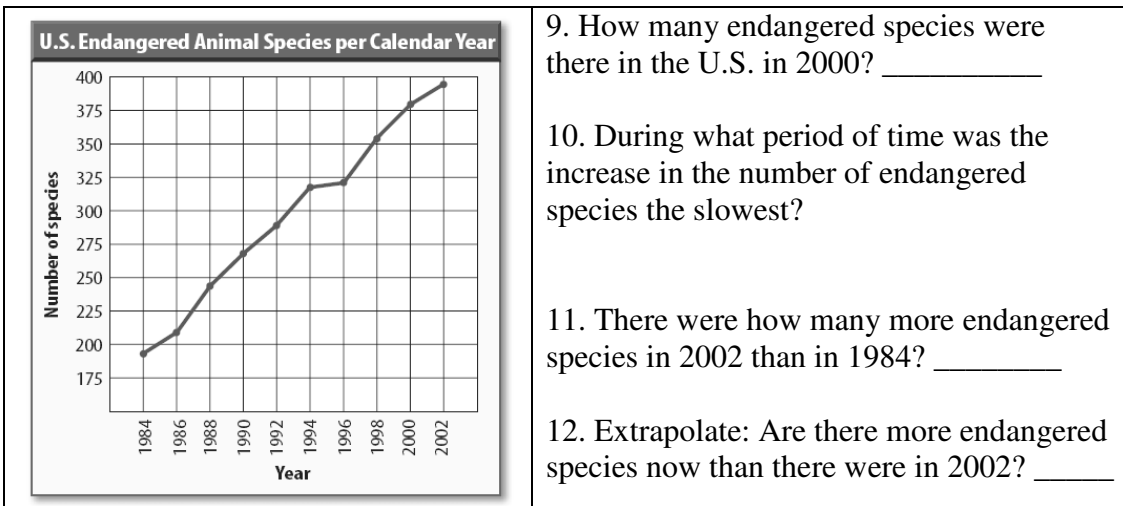 U.S. Endangered Animal Species per Calendar Year
400
375
350
325
300
275
250
225
200
175
Number of species
1984
1986
1988
1990
1992
1994
1996
1998
2000
2002
Year
9. How many endangered species were
there in the U.S. in 2000? __________
10. During what period of time was the
increase in the number of endangered
species the slowest?
11. There were how many more endangered
species in 2002 than in 1984? ________
12. Extrapolate: Are there more endangered
species now than there were in 2002? _____